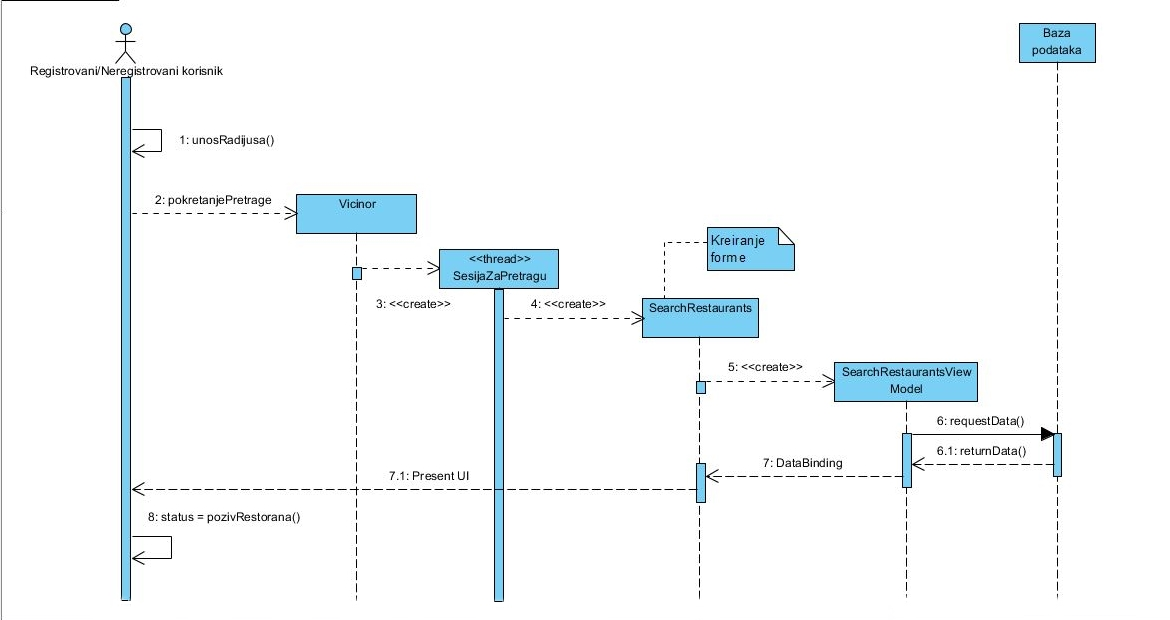 Baza
podataka
Registrovani/Neregistrovani korisnik
1: unosRadijusa()
2: pokretanjePretrage
Vicinor
Kreiranje
forme
<<thread>>
SesijaZaPretragu
3: <<create>>
4: <<create>>
SearchRestaurants
5: <<create>>
SearchRestaurantsView
Model
6: requestData()
6.1: returnData()
7: DataBinding
7.1: Present UI
8: status = pozivRestorana()